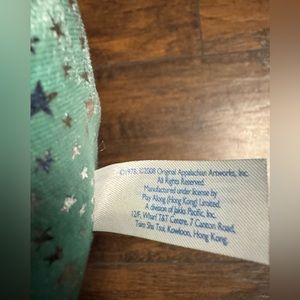 ©1978, ©2008 Original Appalachian Artworks, Inc.
All Rights Reserved.
Manufactured under license by
Play Along (Hong Kong) Limited.
A division of Jakks Pacific, Inc.
12/F, Wharf T&T Centre, 7 Canton Road,
Tsim Sha Tsui, Kowloon, Hong Kong.